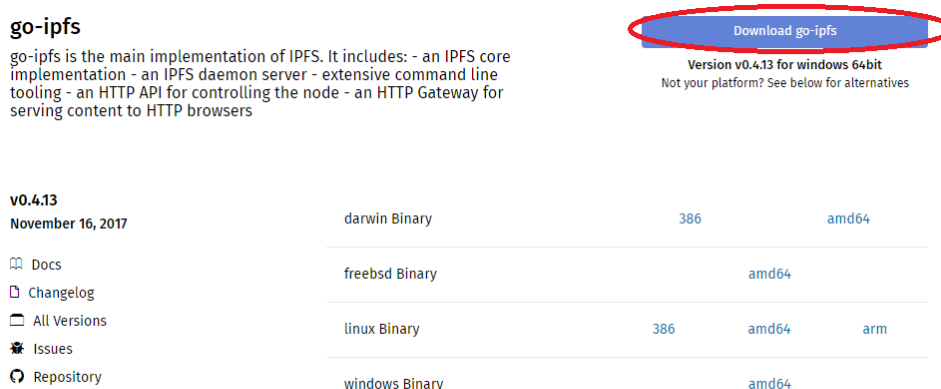 go-ipfs
go-ipfs is the main implementation of IPFS. It includes: - an IPFS core
implementation - an IPFS daemon server - extensive command line
tooling - an HTTP API for controlling the node - an HTTP Gateway for
serving content to HTTP browsers
Download go-ipfs
Version v0.4.13 for windows 64bit
Not your platform? See below for alternatives
v0.4.13
November 16, 2017
Docs
Changelog
All Versions
Issues
Repository
darwin Binary 386 amd64
freebsd Binary amd64
linux Binary 386 amd64 arm
windows Binary amd64